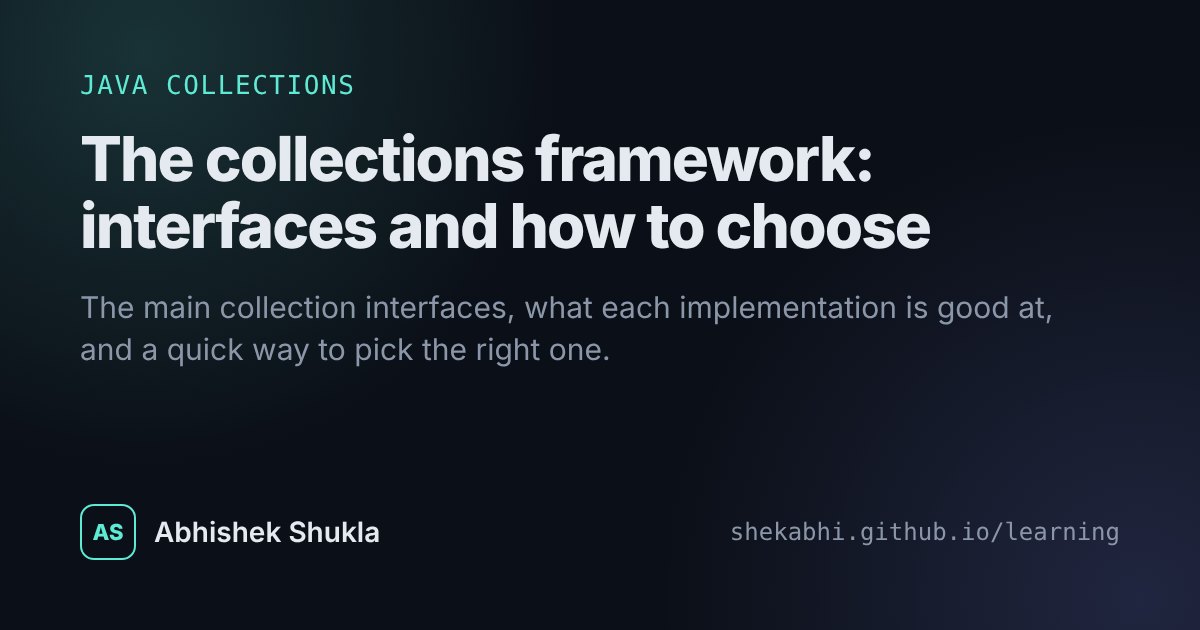 JAVA COLLECTIONS
The collections framework:
interfaces and how to choose
The main collection interfaces, what each implementation is good at,
and a quick way to pick the right one.
AS
Abhishek Shukla
shekabhi.github.io/learning